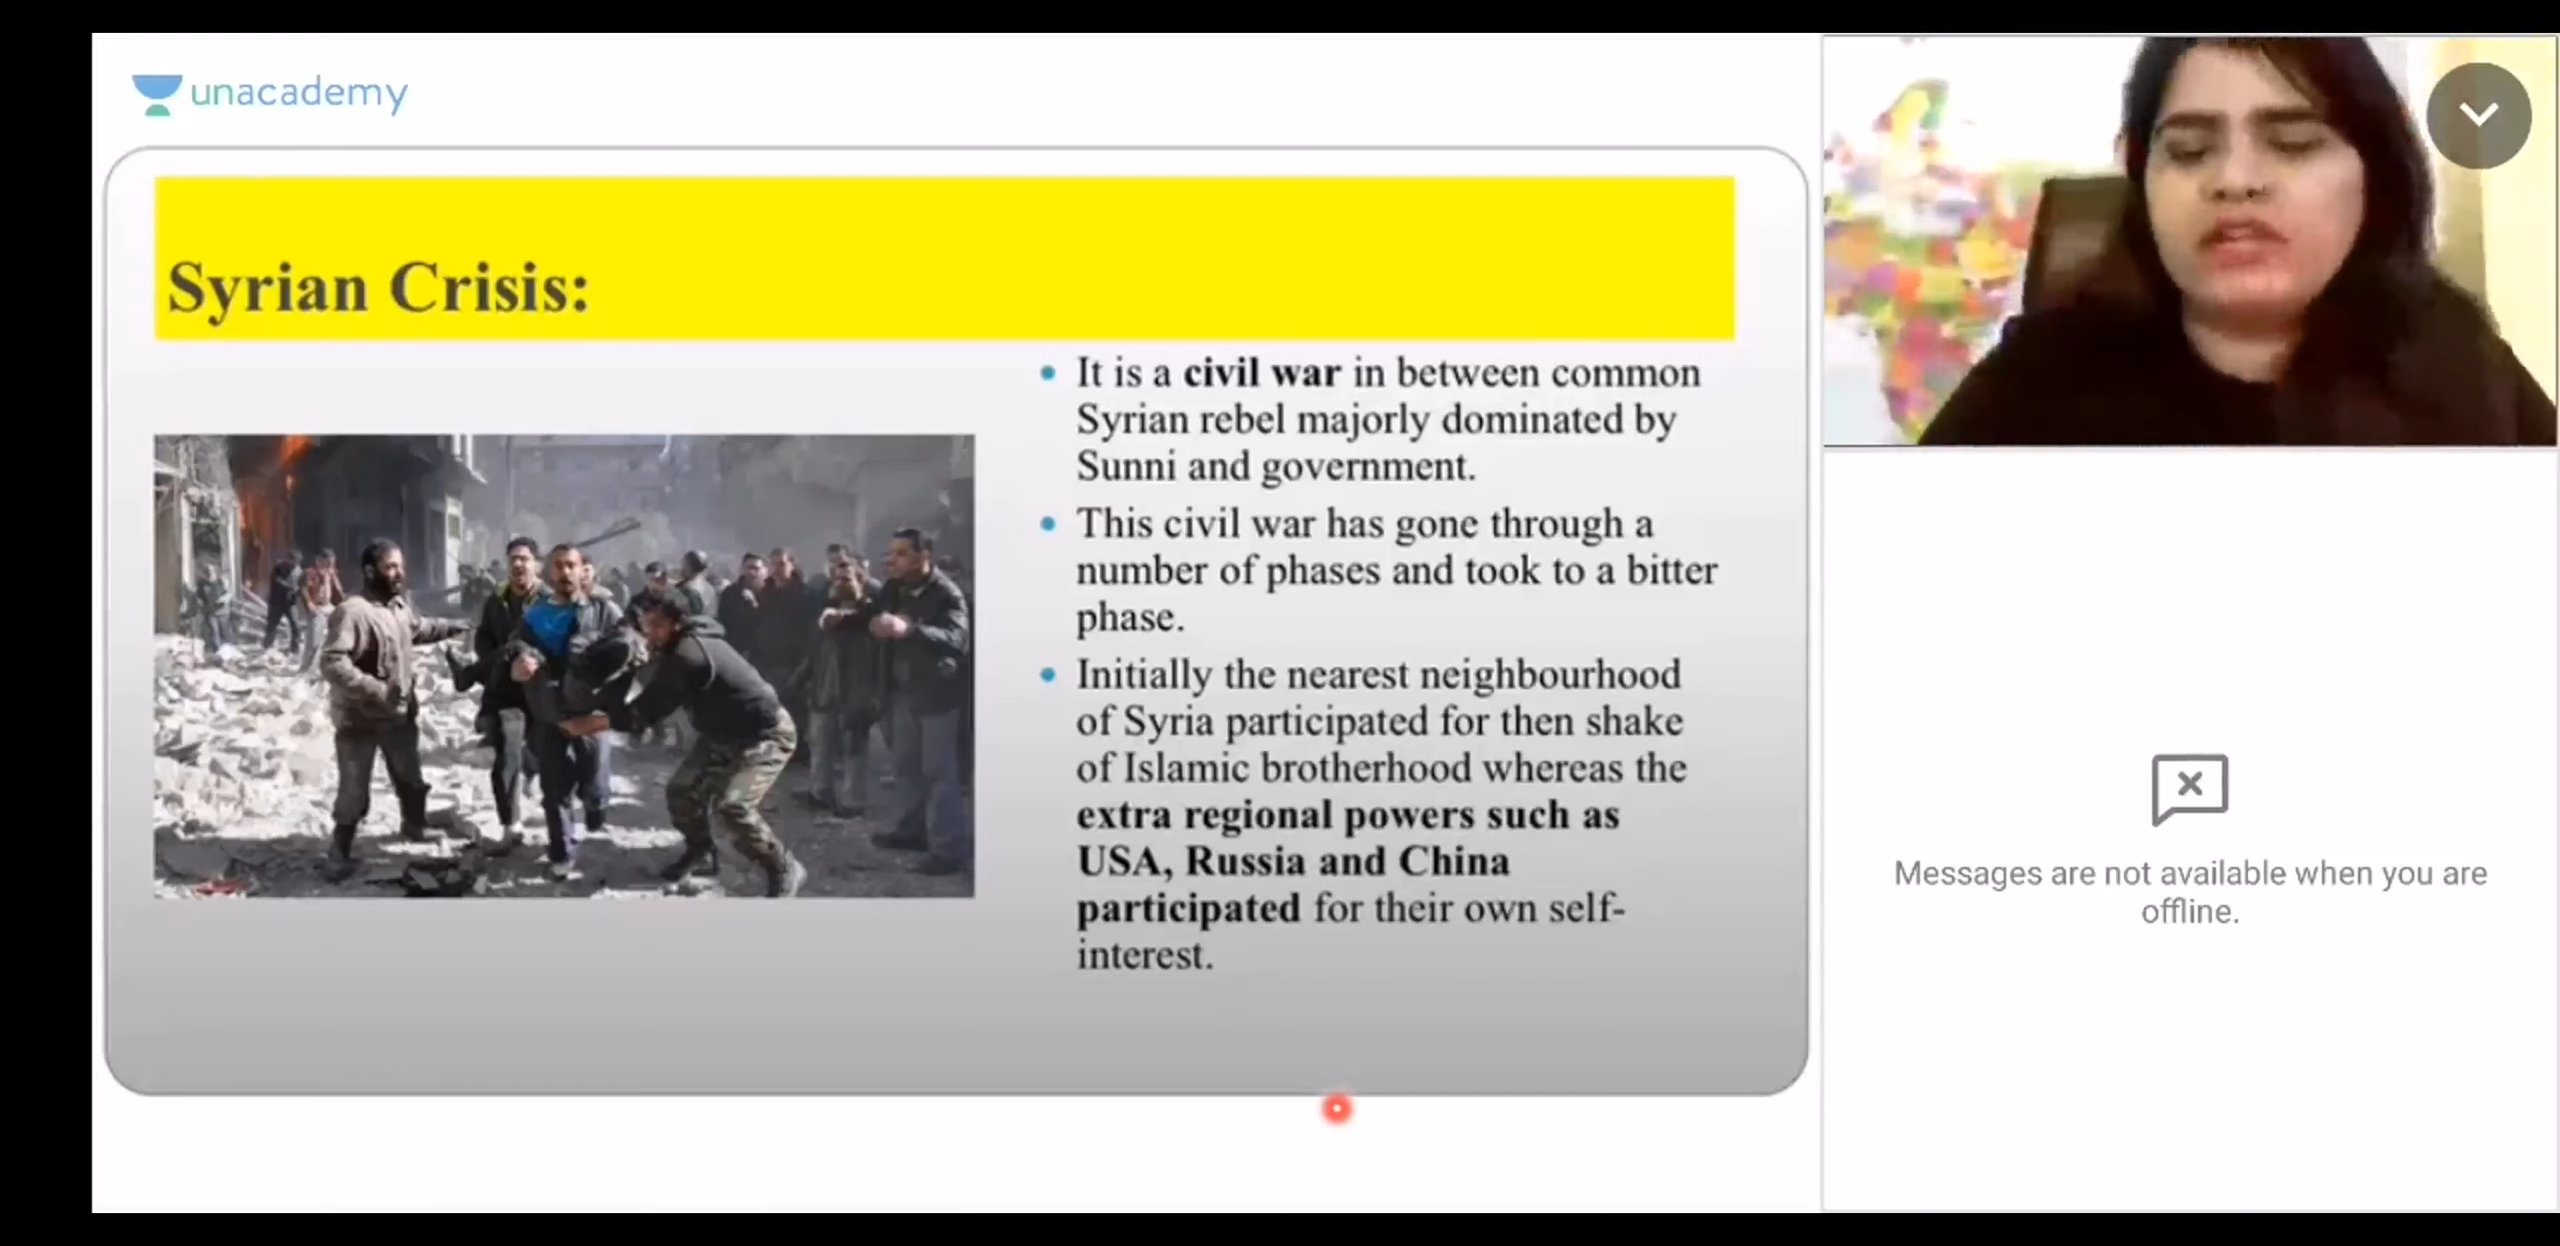 unacademy
Syrian Crisis:
• It is a civil war in between common
Syrian rebel majorly dominated by
Sunni and government.
• This civil war has gone through a
number of phases and took to a bitter
phase.
• Initially the nearest neighbourhood
of Syria participated for then shake
of Islamic brotherhood whereas the
extra regional powers such as
USA, Russia and China
participated for their own self-
interest.
Messages are not available when you are
offline.